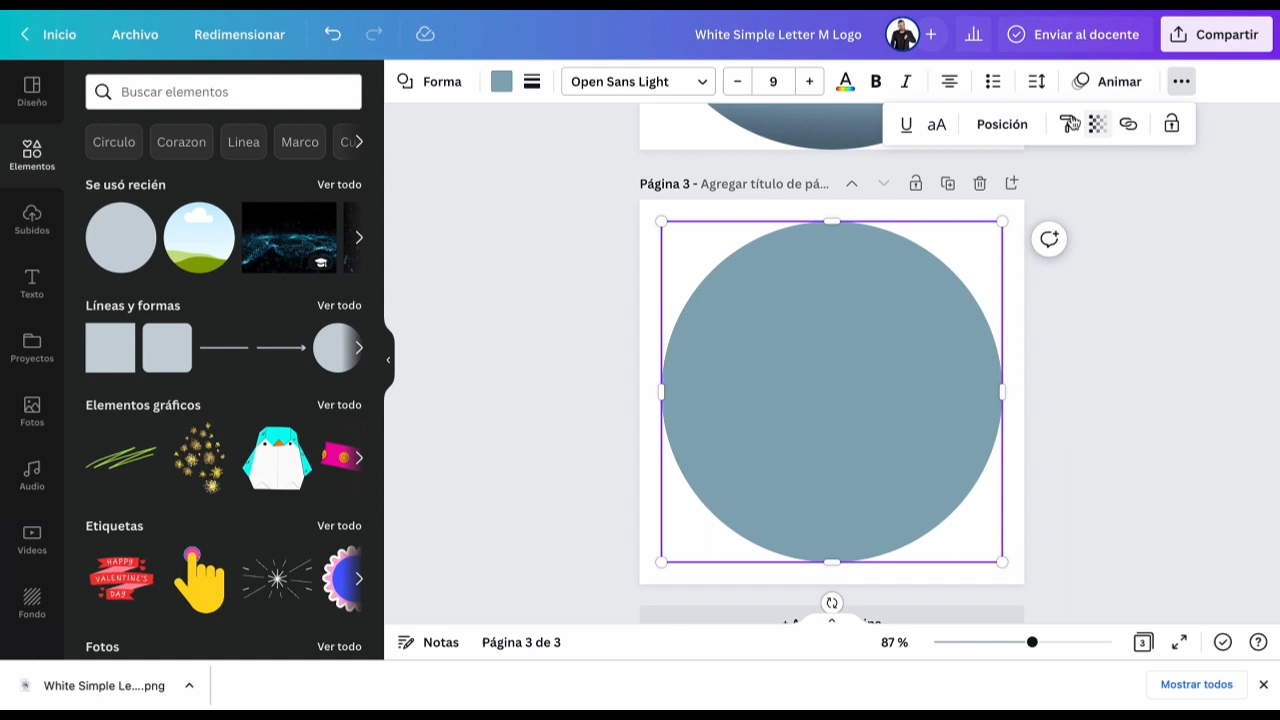 Inicio
Archivo
Redimensionar
White Simple Letter M Logo
Enviar al docente
Compartir
Diseño
Elementos
Subidos
Texto
Proyectos
Fotos
Audio
Videos
Fondo
Buscar elementos
Circulo
Corazon
Linea
Marco
Se usó recién
Ver todo
Líneas y formas
Ver todo
Elementos gráficos
Ver todo
Etiquetas
Ver todo
HAPPY
VALENTINE'S
DAY
Fotos
Ver todo
Forma
Open Sans Light
9
A
B
I
Animar
U
aA
Posición
Página 3 - Agregar título de pá...
Notas
Página 3 de 3
87 %
3
White Simple Le....png
Mostrar todos